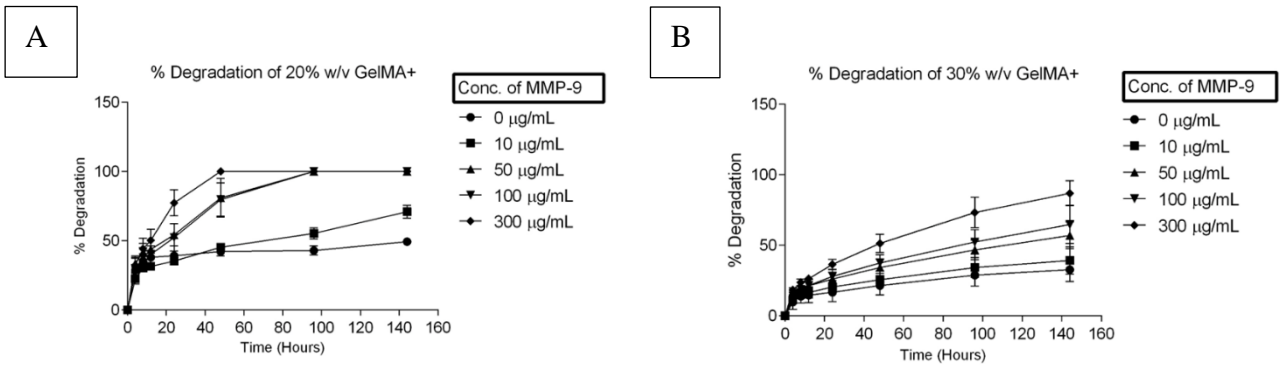 A
% Degradation of 20% w/v GelMA+
% Degradation
150
100
50
0
0 20 40 60 80 100 120 140 160
Time (Hours)
Conc. of MMP-9
0 μg/mL
10 μg/mL
50 μg/mL
100 μg/mL
300 μg/mL
B
% Degradation of 30% w/v GelMA+
% Degradation
150
100
50
0
0 20 40 60 80 100 120 140 160
Time (Hours)
Conc. of MMP-9
0 μg/mL
10 μg/mL
50 μg/mL
100 μg/mL
300 μg/mL